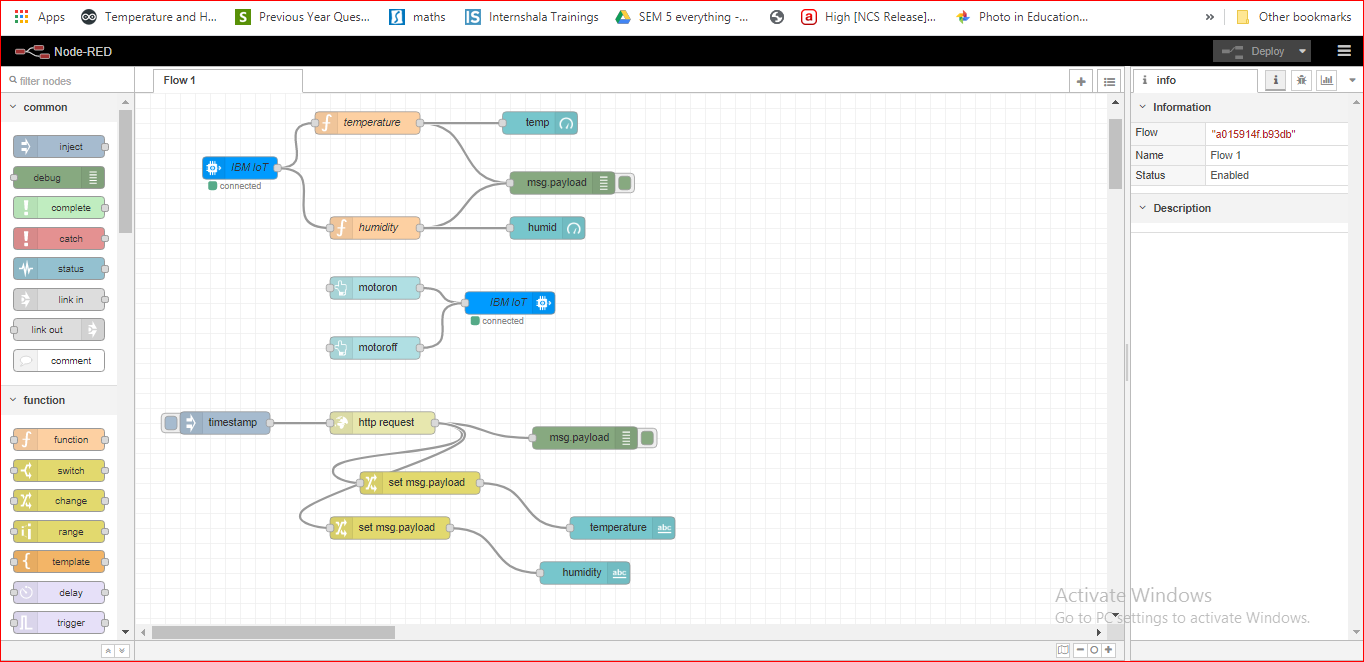 Apps Temperature and H... Previous Year Ques... maths Internshala Trainings SEM 5 everything -... High [NCS Release]... Photo in Education... » Other bookmarks
Node-RED Deploy
filter nodes
Flow 1
info
common
inject
debug
complete
catch
status
link in
link out
comment
function
function
switch
change
range
template
delay
trigger
temperature
temp
IBM IoT
connected
msg.payload
humidity
humid
motoron
IBM IoT
connected
motoroff
timestamp
http request
msg.payload
set msg.payload
set msg.payload
temperature
abc
humidity
abc
Information
Flow "a015914f.b93db"
Name Flow 1
Status Enabled
Description
Activate Windows
Go to PC settings to activate Windows.